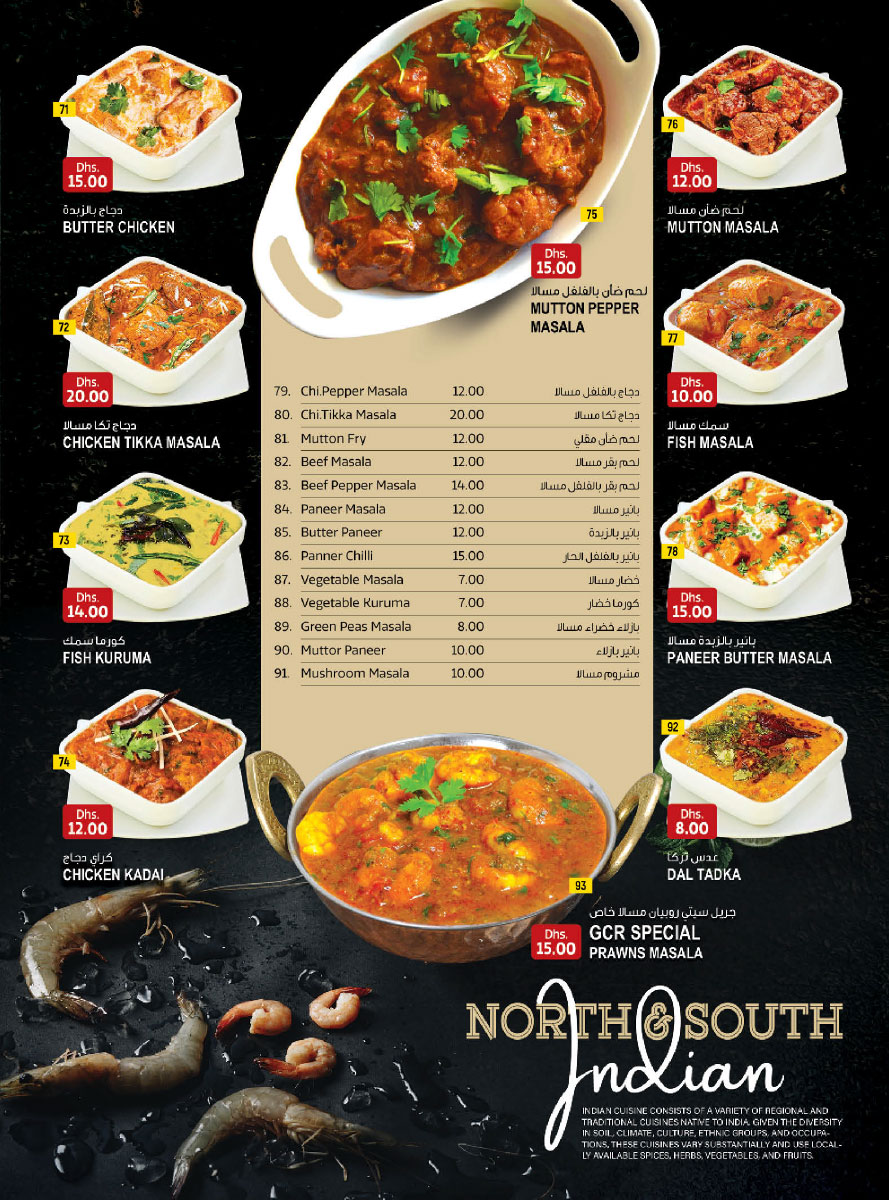 71
Dhs.
15.00
دجاج بالزبدة
BUTTER CHICKEN
72
Dhs.
20.00
دجاج تكا مسالا
CHICKEN TIKKA MASALA
73
Dhs.
14.00
كورما سمك
FISH KURUMA
74
Dhs.
12.00
كراي دجاج
CHICKEN KADAI
75
Dhs.
15.00
لحم ضأن بالفلفل مسالا
MUTTON PEPPER
MASALA
79. Chi.Pepper Masala 12.00 دجاج بالفلفل مسالا
80. Chi.Tikka Masala 20.00 دجاج تكا مسالا
81. Mutton Fry 12.00 لحم ضأن مقلي
82. Beef Masala 12.00 لحم بقر مسالا
83. Beef Pepper Masala 14.00 لحم بقر بالفلفل مسالا
84. Paneer Masala 12.00 بانير مسالا
85. Butter Paneer 12.00 بانير بالزبدة
86. Panner Chilli 15.00 بانير بالفلفل الحار
87. Vegetable Masala 7.00 خضار مسالا
88. Vegetable Kuruma 7.00 كورما خضار
89. Green Peas Masala 8.00 بازلاء خضراء مسالا
90. Muttor Paneer 10.00 بانير بازلاء
91. Mushroom Masala 10.00 مشروم مسالا
76
Dhs.
12.00
لحم ضأن مسالا
MUTTON MASALA
77
Dhs.
10.00
سمك مسالا
FISH MASALA
78
Dhs.
15.00
بانير بالزبدة مسالا
PANEER BUTTER MASALA
92
Dhs.
8.00
عدس تركا
DAL TADKA
93
Dhs.
15.00
جريل سيتي روبيان مسالا خاص
GCR SPECIAL
PRAWNS MASALA
NORTH & SOUTH
Indian
INDIAN CUISINE CONSISTS OF A VARIETY OF REGIONAL AND
TRADITIONAL CUISINES NATIVE TO INDIA. GIVEN THE DIVERSITY
IN SOIL, CLIMATE, CULTURE, ETHNIC GROUPS, AND OCCUPA-
TIONS, THESE CUISINES VARY SUBSTANTIALLY AND USE LOCAL-
LY AVAILABLE SPICES, HERBS, VEGETABLES, AND FRUITS.